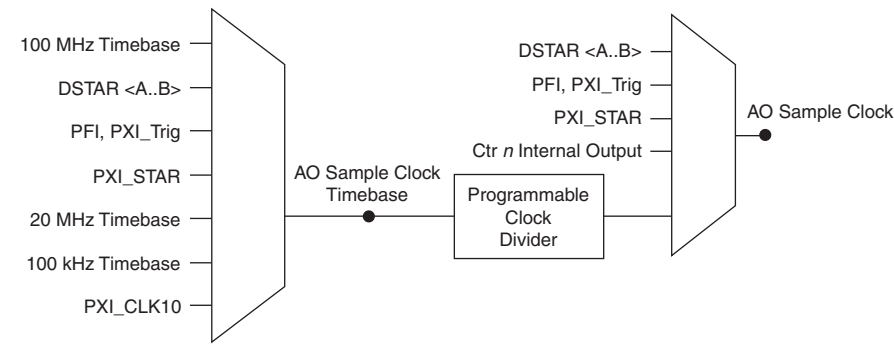 100 MHz Timebase
DSTAR <A..B>
PFI, PXI_Trig
PXI_STAR
20 MHz Timebase
100 kHz Timebase
PXI_CLK10
AO Sample Clock
Timebase
Programmable
Clock
Divider
DSTAR <A..B>
PFI, PXI_Trig
PXI_STAR
Ctr n Internal Output
AO Sample Clock